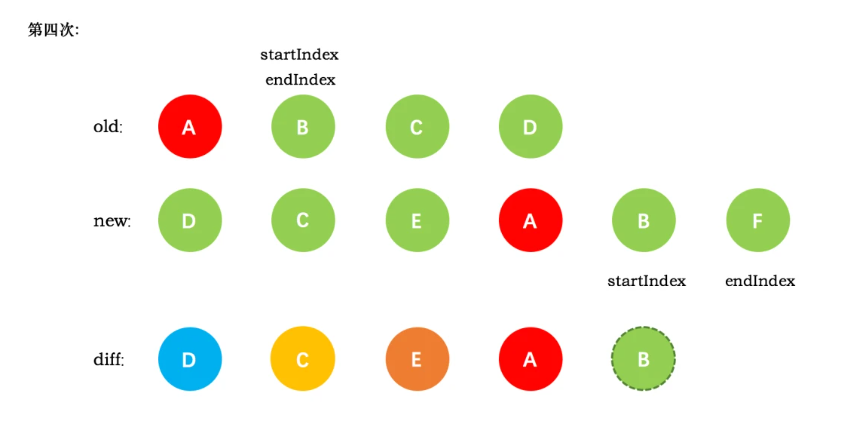 第四次:
startIndex
endIndex
old: A B C D
new: D C E A B F
startIndex endIndex
diff: D C E A B